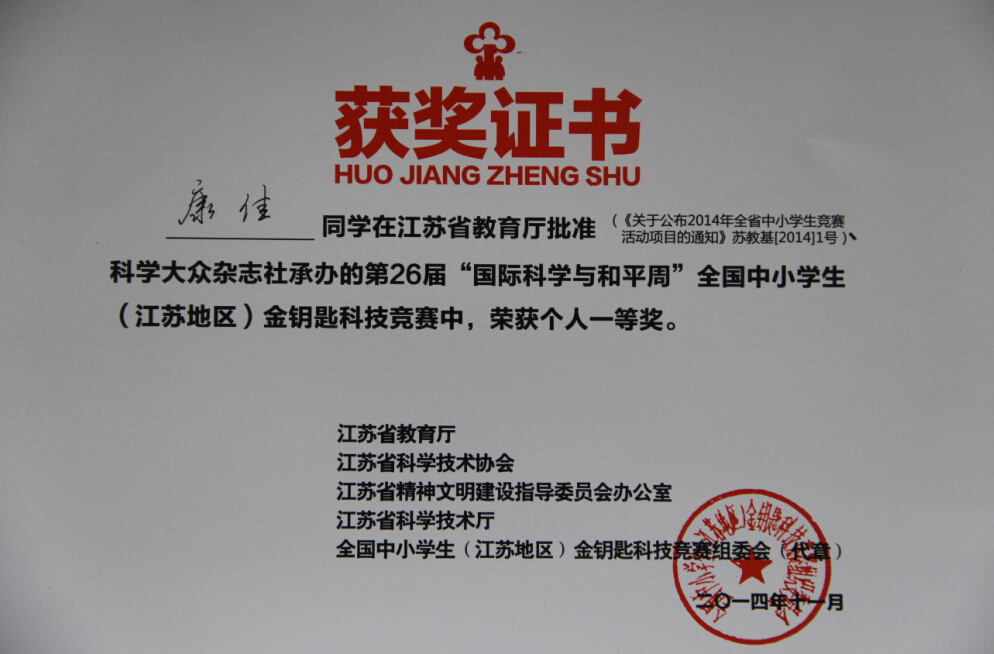 获奖证书
HUO JIANG ZHENG SHU
康佳 同学在江苏省教育厅批准(《关于公布2014年全省中小学生竞赛
活动项目的通知》苏教基[2014]1号)、
科学大众杂志社承办的第26届“国际科学与和平周”全国中小学生
(江苏地区)金钥匙科技竞赛中,荣获个人一等奖。
江苏省教育厅
江苏省科学技术协会
江苏省精神文明建设指导委员会办公室
江苏省科学技术厅
全国中小学生(江苏地区)金钥匙科技竞赛组委会(代章)
二〇一四年十一月